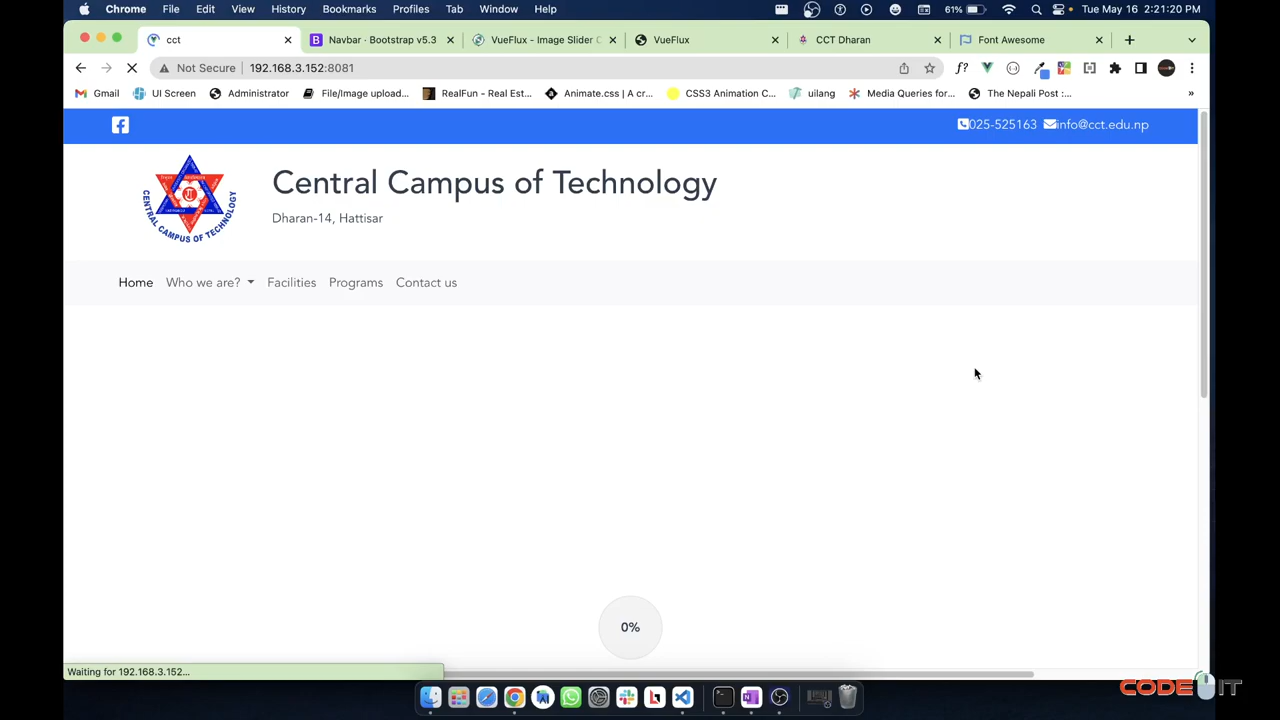 Chrome File Edit View History Bookmarks Profiles Tab Window Help 61% Tue May 16 2:21:20 PM
cct Navbar · Bootstrap v5.3 VueFlux - Image Slider C VueFlux CCT Dharan Font Awesome
Not Secure 192.168.3.152:8081
Gmail UI Screen Administrator File/Image upload... RealFun - Real Est... Animate.css | A cr... CSS3 Animation C... uilang Media Queries for... The Nepali Post :... »
025-525163 info@cct.edu.np
Central Campus of Technology
Dharan-14, Hattisar
CENTRAL CAMPUS OF TECHNOLOGY
Home Who we are? Facilities Programs Contact us
0%
Waiting for 192.168.3.152...
CODE IT